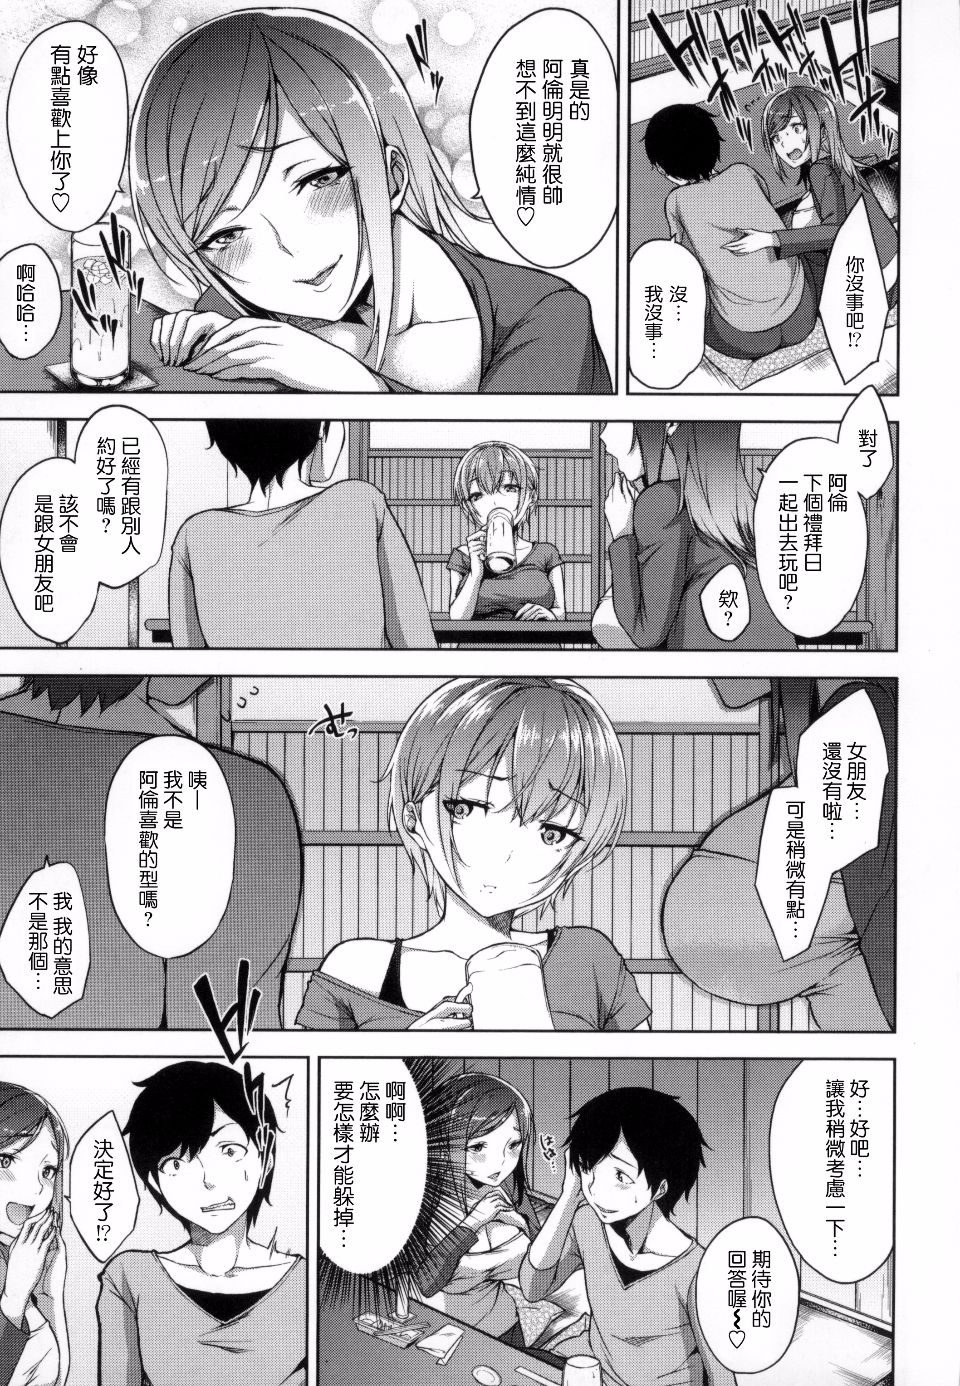 你沒事吧!?
沒…
我沒事…
真是的
阿倫明明就很帥
想不到這麼純情♡
好像
有點喜歡上你了♡
啊哈哈…
對了
阿倫
下個禮拜日
一起出去玩吧?
欸?
已經有跟別人
約好了嗎?
該不會
是跟女朋友吧
女朋友…
還沒有啦…
可是稍微有點…
むっ
咦—
我不是
阿倫喜歡的型嗎?
我 我的意思
不是那個…
好…好吧…
讓我稍微考慮一下…
期待你的
回答喔~♡
は…
啊啊…
怎麼辦
要怎樣才能躲掉…
決定好了!?